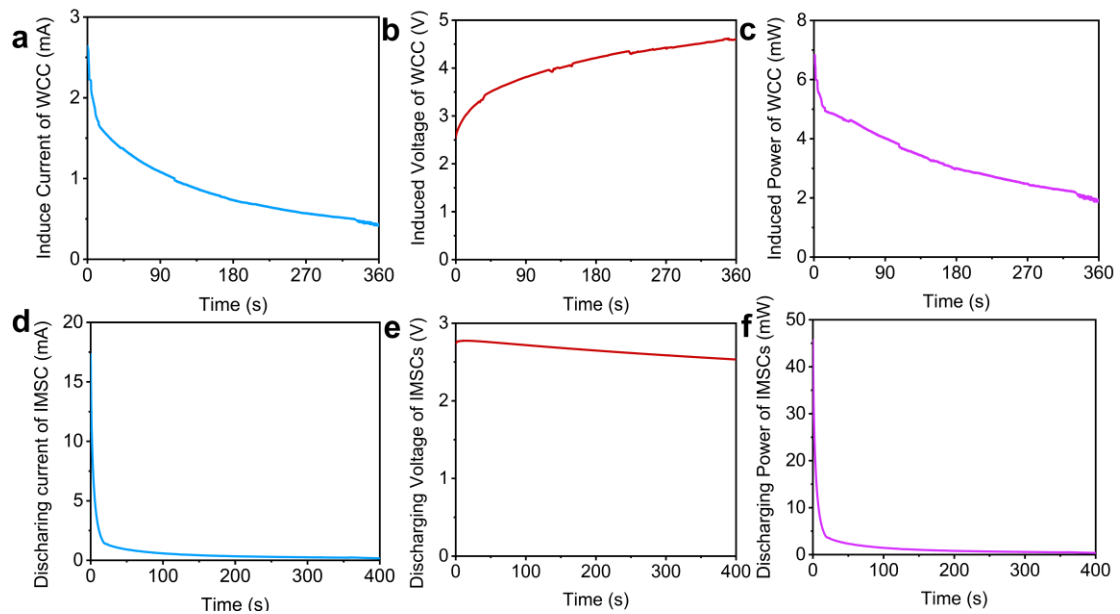 a
Induce Current of WCC (mA)
3
2
1
0
0 90 180 270 360
Time (s)
b
Induced Voltage of WCC (V)
5
4
3
2
1
0
0 90 180 270 360
Time (s)
c
Induced Power of WCC (mW)
8
6
4
2
0
0 90 180 270 360
Time (s)
d
Discharing current of IMSC (mA)
20
15
10
5
0
0 100 200 300 400
Time (s)
e
Discharging Voltage of IMSCs (V)
3
2
1
0
0 100 200 300 400
Time (s)
f
Discharging Power of IMSCs (mW)
50
40
30
20
10
0
0 100 200 300 400
Time (s)